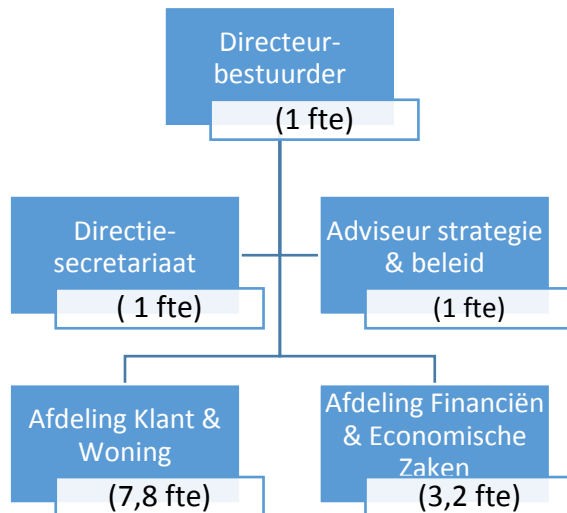 Directeur-
bestuurder
(1 fte)
Directie-
secretariaat
( 1 fte)
Adviseur strategie
& beleid
(1 fte)
Afdeling Klant &
Woning
(7,8 fte)
Afdeling Financiën
& Economische
Zaken
(3,2 fte)